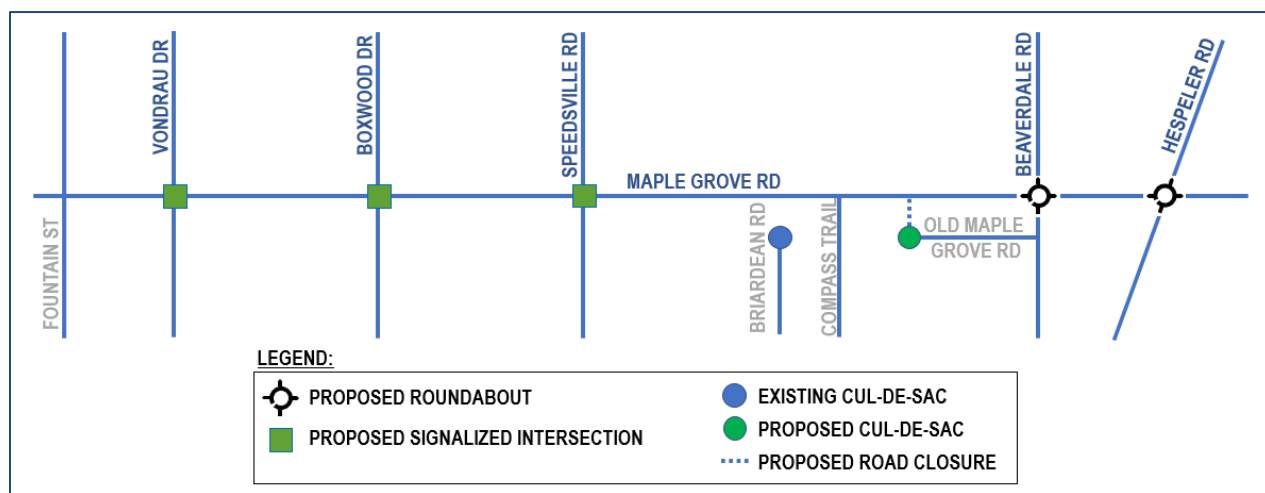 VONDRAU DR
BOXWOOD DR
SPEEDSVILLE RD
BEAVERDALE RD
HESPELER RD
MAPLE GROVE RD
FOUNTAIN ST
BRIARDEAN RD
COMPASS TRAIL
OLD MAPLE
GROVE RD
LEGEND:
PROPOSED ROUNDABOUT
PROPOSED SIGNALIZED INTERSECTION
EXISTING CUL-DE-SAC
PROPOSED CUL-DE-SAC
PROPOSED ROAD CLOSURE